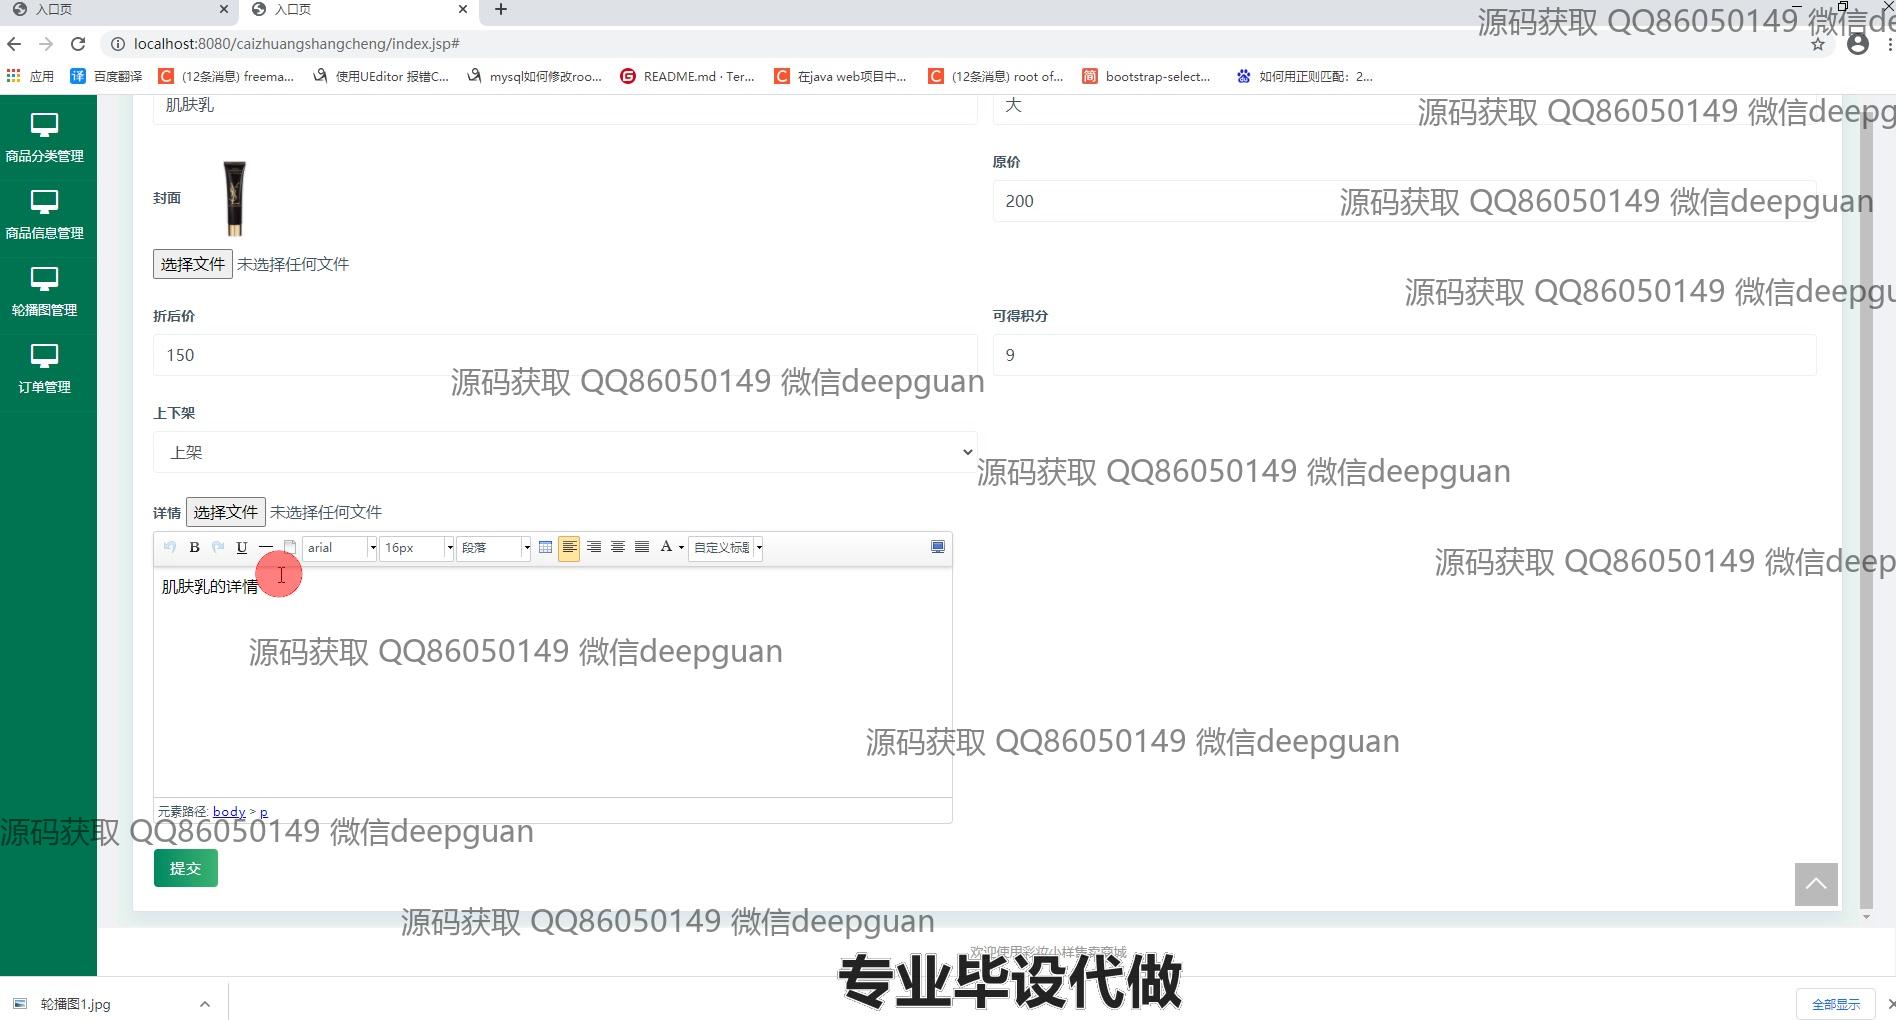 入口页
入口页
源码获取 QQ86050149 微信de
localhost:8080/caizhuangshangcheng/index.jsp#
应用
百度翻译
(12条消息) freema...
使用UEditor 报错C...
mysql如何修改roo...
README.md · Ter...
在java web项目中...
(12条消息) root of...
bootstrap-select...
如何用正则匹配：2...
肌肤乳
大
源码获取 QQ86050149 微信deepg
商品分类管理
原价
封面
200
源码获取 QQ86050149 微信deepguan
商品信息管理
选择文件 未选择任何文件
源码获取 QQ86050149 微信deepgu
轮播图管理
折后价
可得积分
150
9
源码获取 QQ86050149 微信deepguan
订单管理
上下架
上架
源码获取 QQ86050149 微信deepguan
详情 选择文件 未选择任何文件
B U arial 16px 段落 A 自定义标题
源码获取 QQ86050149 微信deep
肌肤乳的详情
源码获取 QQ86050149 微信deepguan
源码获取 QQ86050149 微信deepguan
元素路径: body > p
源码获取 QQ86050149 微信deepguan
提交
源码获取 QQ86050149 微信deepguan
欢迎使用彩妆小样售卖商城
专业毕设代做
轮播图1.jpg
全部显示